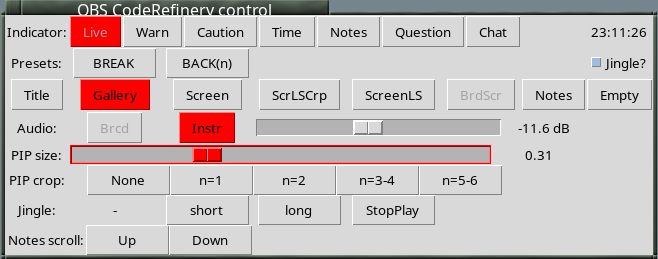 OBS CodeRefinery control
Indicator: Live Warn Caution Time Notes Question Chat 23:11:26
Presets: BREAK BACK(n) Jingle?
Title Gallery Screen ScrLSCrp ScreenLS BrdScr Notes Empty
Audio: Brcd Instr -11.6 dB
PIP size: 0.31
PIP crop: None n=1 n=2 n=3-4 n=5-6
Jingle: - short long StopPlay
Notes scroll: Up Down